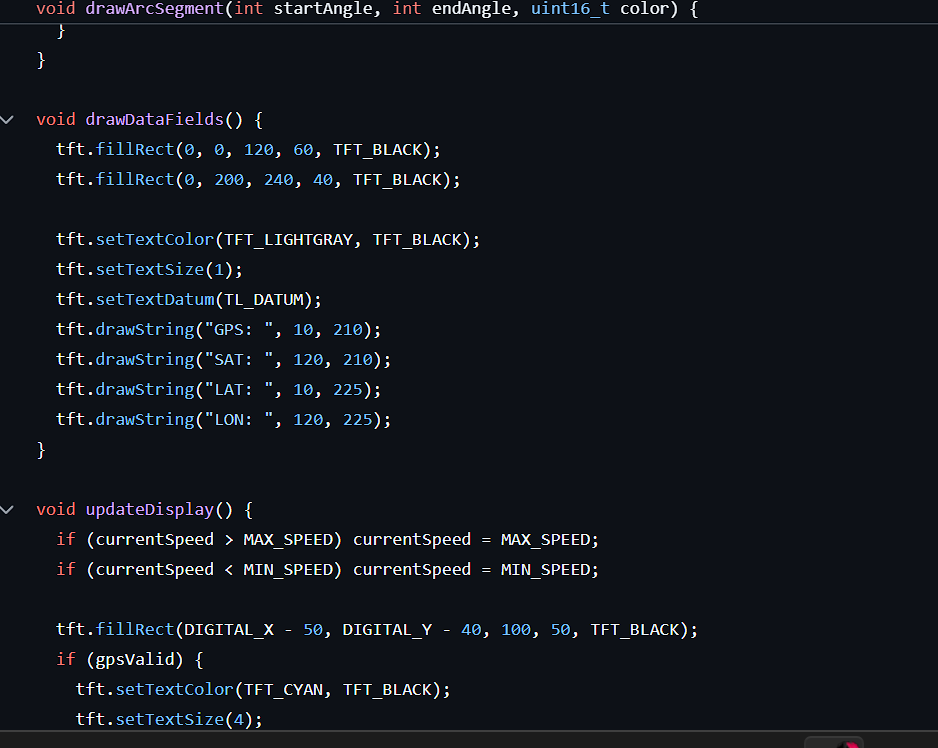 void drawArcSegment(int startAngle, int endAngle, uint16_t color) {
  }
}
void drawDataFields() {
  tft.fillRect(0, 0, 120, 60, TFT_BLACK);
  tft.fillRect(0, 200, 240, 40, TFT_BLACK);
  tft.setTextColor(TFT_LIGHTGRAY, TFT_BLACK);
  tft.setTextSize(1);
  tft.setTextDatum(TL_DATUM);
  tft.drawString("GPS: ", 10, 210);
  tft.drawString("SAT: ", 120, 210);
  tft.drawString("LAT: ", 10, 225);
  tft.drawString("LON: ", 120, 225);
}
void updateDisplay() {
  if (currentSpeed > MAX_SPEED) currentSpeed = MAX_SPEED;
  if (currentSpeed < MIN_SPEED) currentSpeed = MIN_SPEED;
  tft.fillRect(DIGITAL_X - 50, DIGITAL_Y - 40, 100, 50, TFT_BLACK);
  if (gpsValid) {
    tft.setTextColor(TFT_CYAN, TFT_BLACK);
    tft.setTextSize(4);